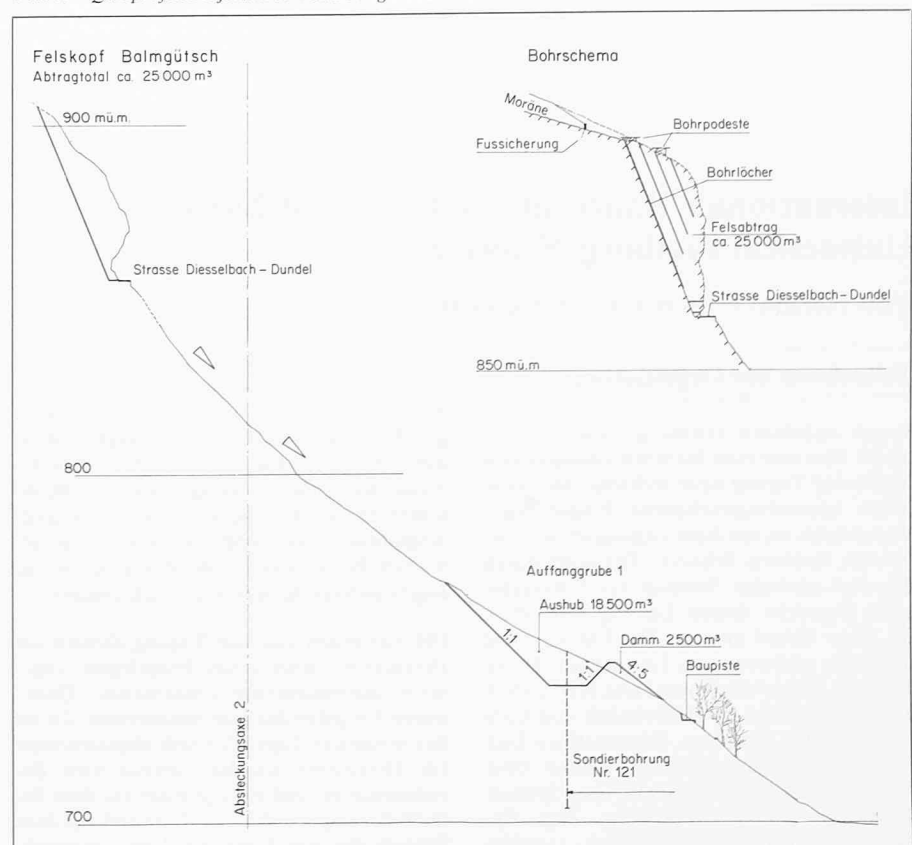 Felskopf Balmgütsch
Abtragtotal ca. 25 000 m³
900 mü.m.
Strasse Diesselbach – Dundel
Bohrschema
Moräne
Fussicherung
Bohrpodeste
Bohrlöcher
Felsabtrag
ca. 25 000 m³
Strasse Diesselbach – Dundel
850 mü.m
800
Auffanggrube 1
Aushub 18 500 m³
Damm 2500 m³
Baupiste
1:1
1:1
4:5
Sondierbohrung
Nr. 121
Absteckungsaxe 2
700